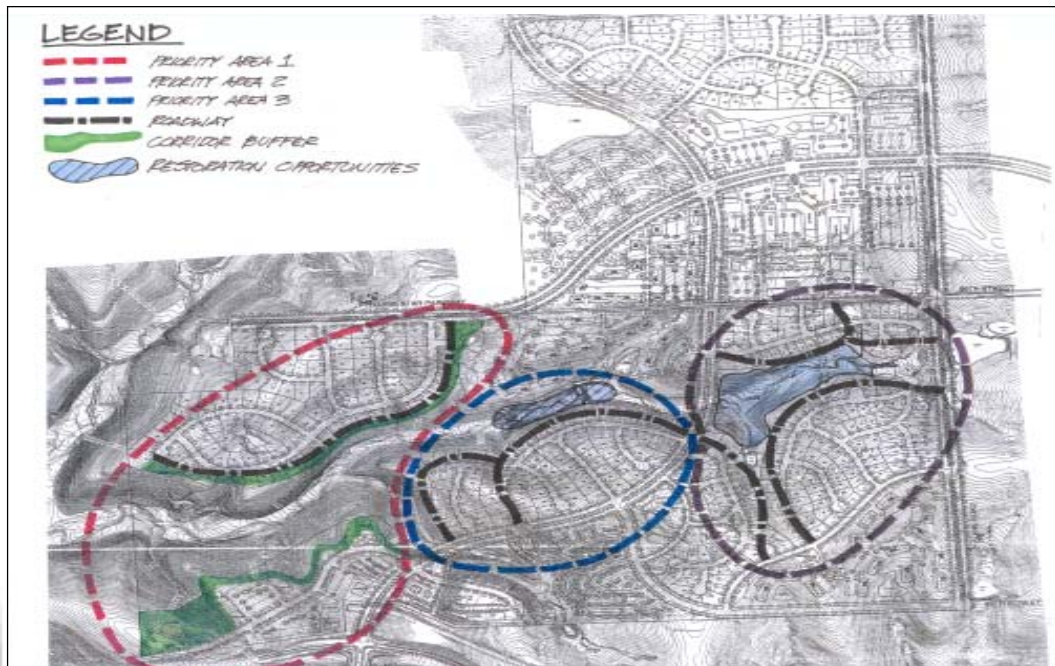 LEGEND
PRIORITY AREA 1
PRIORITY AREA 2
PRIORITY AREA 3
ROADWAY
CORRIDOR BUFFER
RESTORATION OPPORTUNITIES